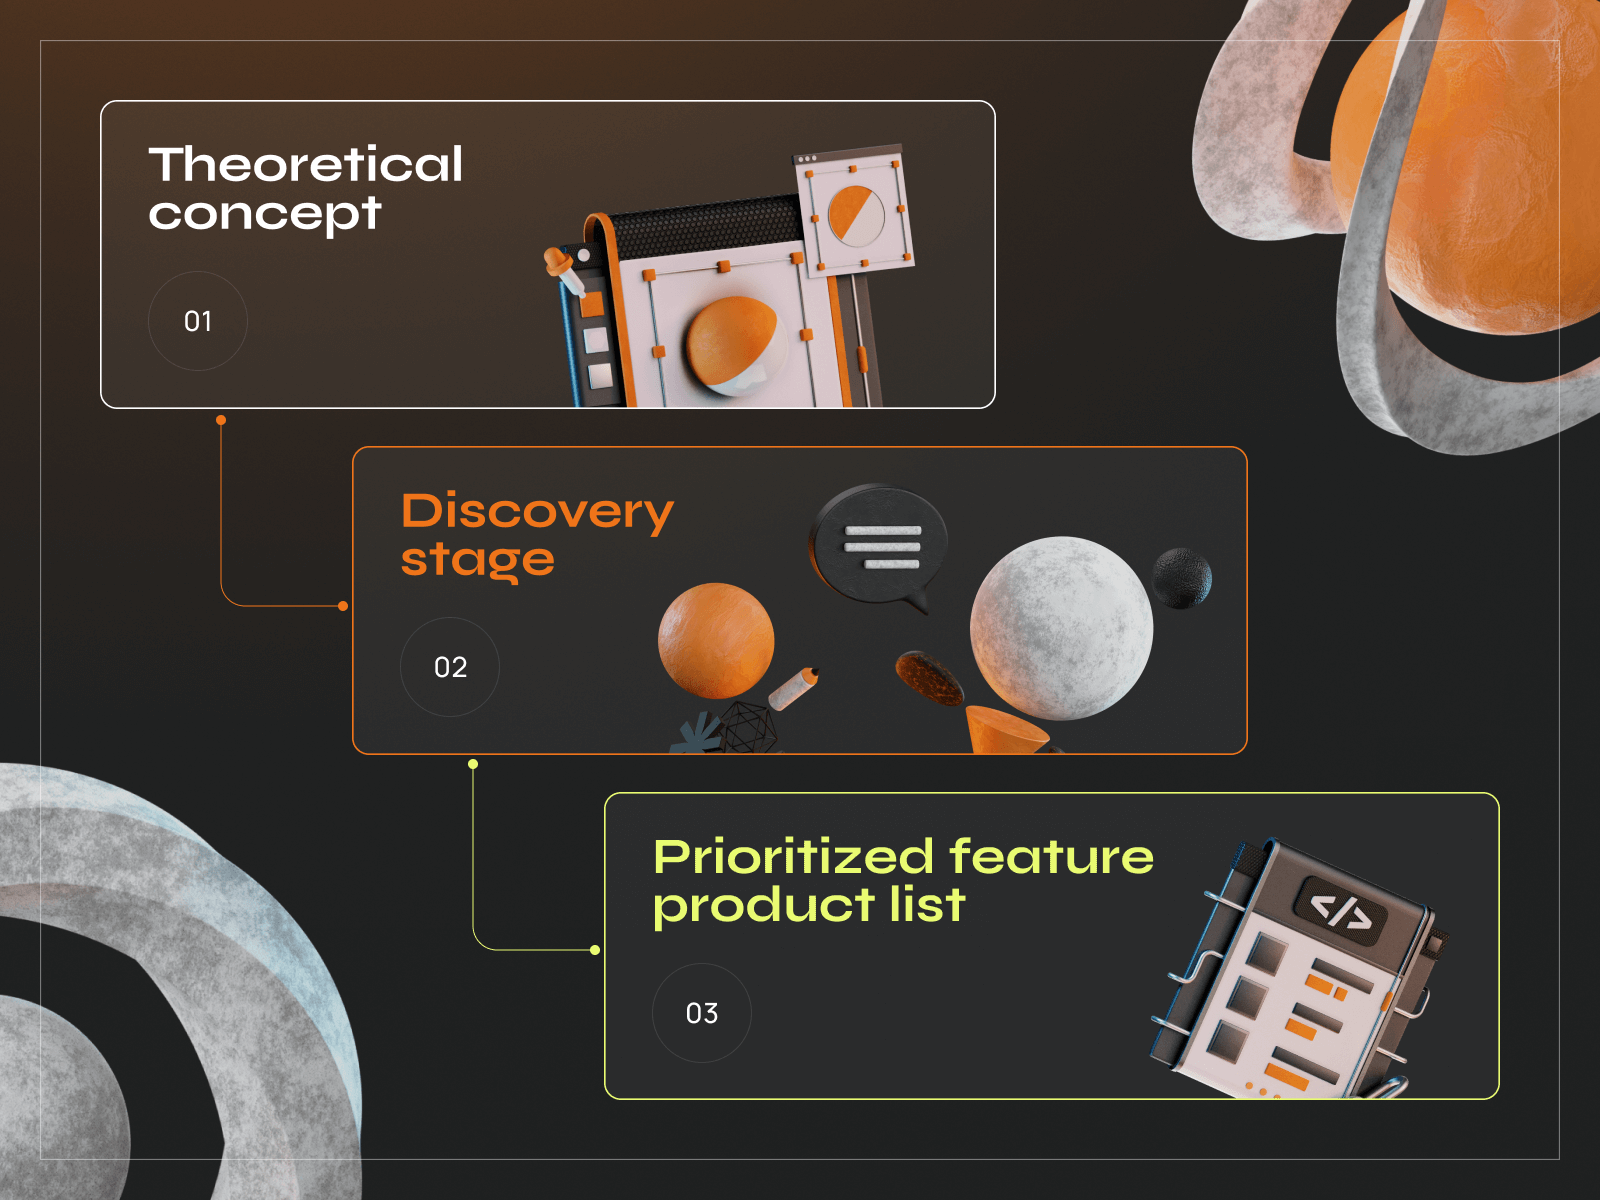 Theoretical
concept
01
Discovery
stage
02
Prioritized feature
product list
03
</>